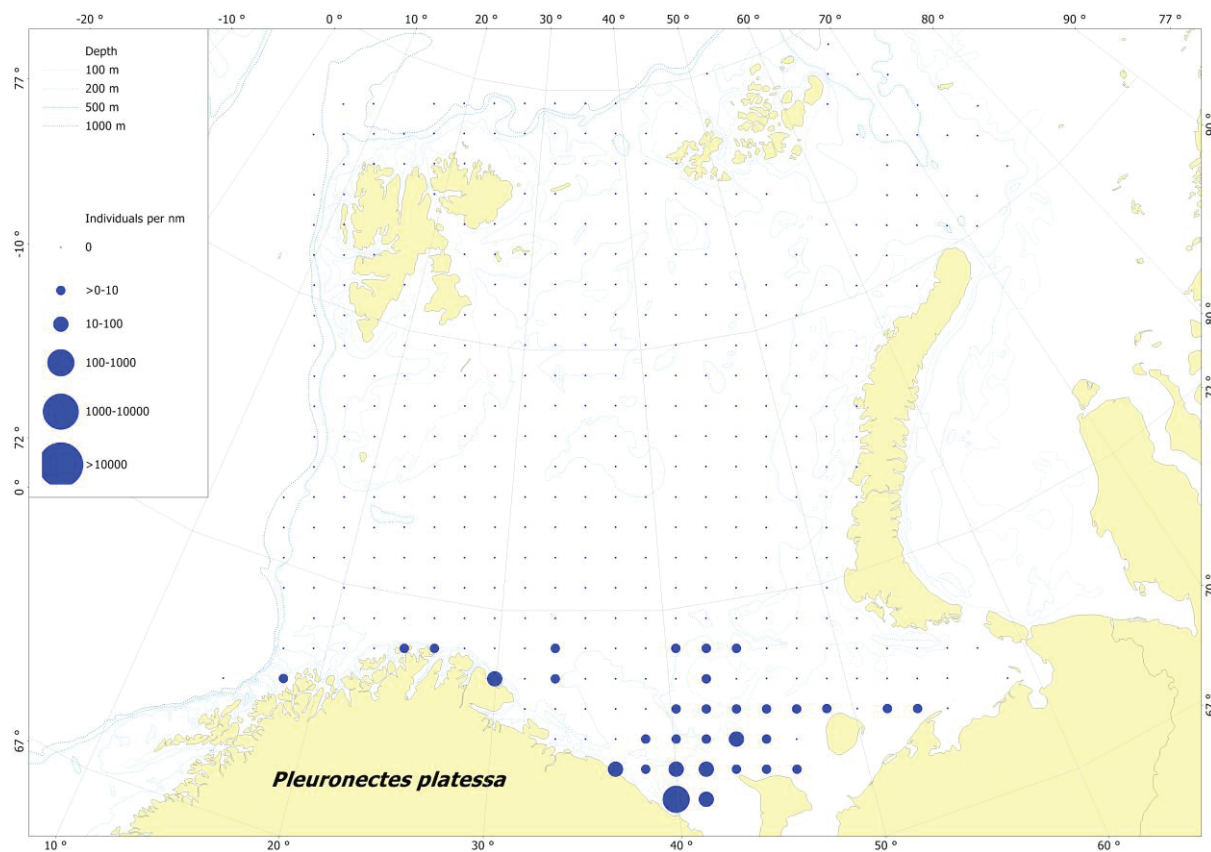 -20 ° -10 ° 0 ° 10 ° 20 ° 30 ° 40 ° 50 ° 60 ° 70 ° 80 ° 90 ° 77 °
Depth
100 m
200 m
500 m
1000 m
Individuals per nm
0
>0-10
10-100
100-1000
1000-10000
>10000
77 °
-10 °
72 °
0 °
67 °
90 °
80 °
72 °
70 °
67 °
Pleuronectes platessa
10 ° 20 ° 30 ° 40 ° 50 ° 60 °